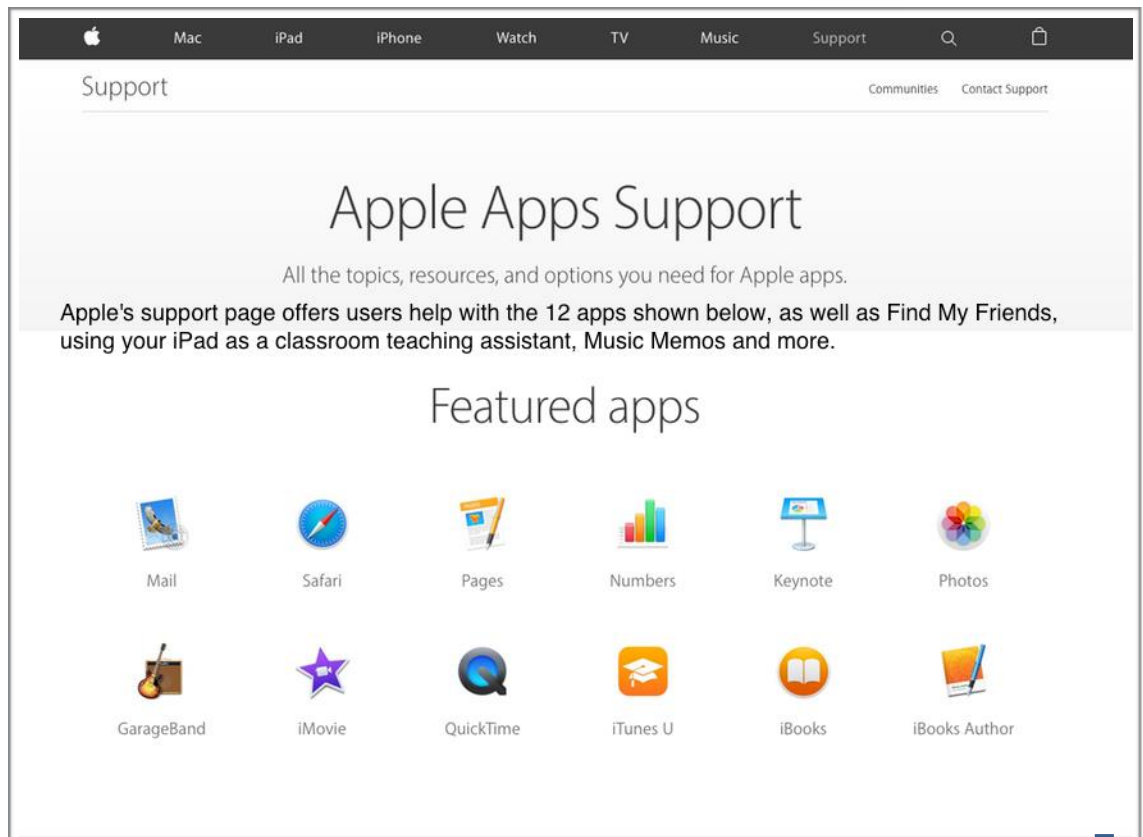 Mac iPad iPhone Watch TV Music Support
Support Communities Contact Support
Apple Apps Support
All the topics, resources, and options you need for Apple apps.
Apple's support page offers users help with the 12 apps shown below, as well as Find My Friends,
using your iPad as a classroom teaching assistant, Music Memos and more.
Featured apps
Mail Safari Pages Numbers Keynote Photos
GarageBand iMovie QuickTime iTunes U iBooks iBooks Author